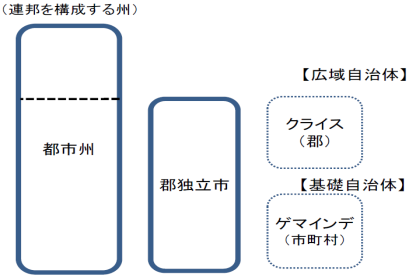 （連邦を構成する州）
【広域自治体】
クライス
（郡）
都市州
郡独立市
【基礎自治体】
ゲマインデ
（市町村）